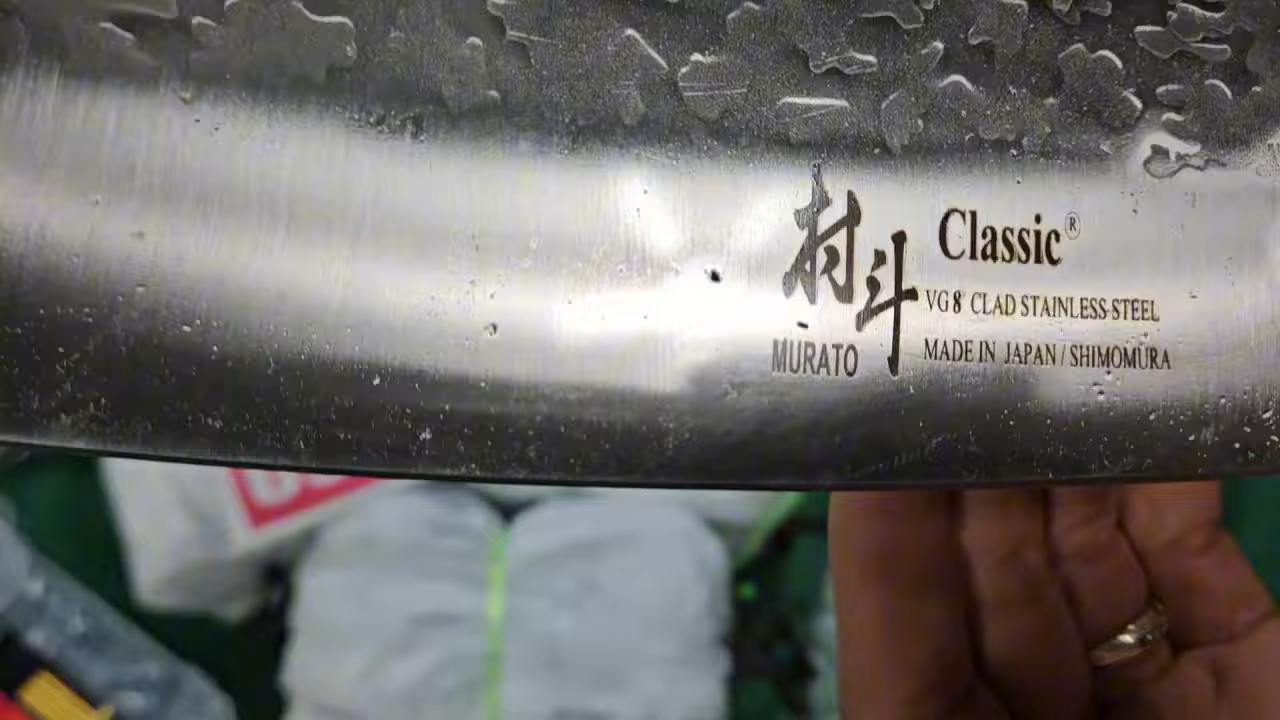 村斗
Classic®
VG8 CLAD STAINLESS STEEL
MURATO
MADE IN JAPAN / SHIMOMURA